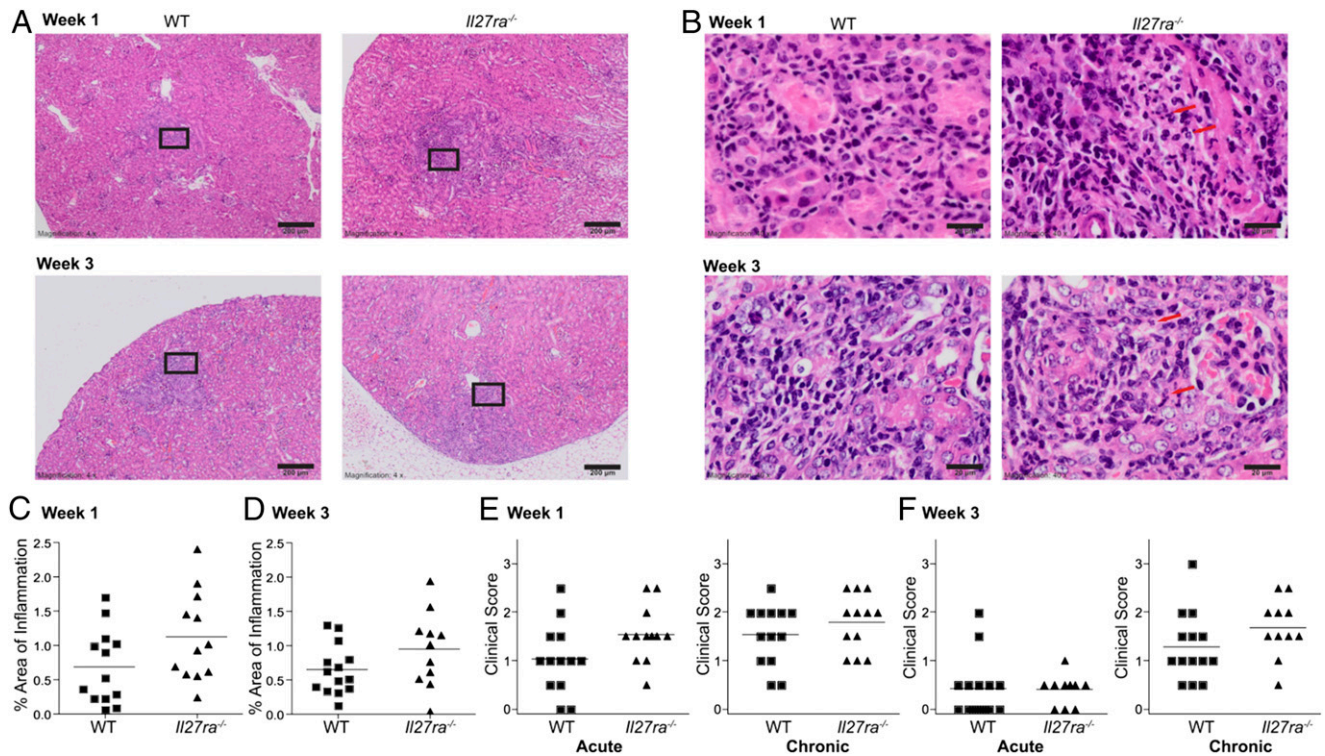 A Week 1 WT Il27ra-/-
Magnification: 4 x 200 µm
Magnification: 4 x 200 µm
Week 3
Magnification: 4 x 200 µm
Magnification: 4 x 200 µm
B Week 1 WT Il27ra-/-
Magnification: 20 µm
Magnification: 40 x 20 µm
Week 3
Magnification: 20 µm
Magnification: 40 x 20 µm
C Week 1
% Area of Inflammation
2.5
2.0
1.5
1.0
0.5
0.0
WT Il27ra-/-
D Week 3
% Area of Inflammation
2.5
2.0
1.5
1.0
0.5
0.0
WT Il27ra-/-
E Week 1
Clinical Score
3
2
1
0
WT Il27ra-/-
Acute
Clinical Score
3
2
1
0
WT Il27ra-/-
Chronic
F Week 3
Clinical Score
3
2
1
0
WT Il27ra-/-
Acute
Clinical Score
3
2
1
0
WT Il27ra-/-
Chronic